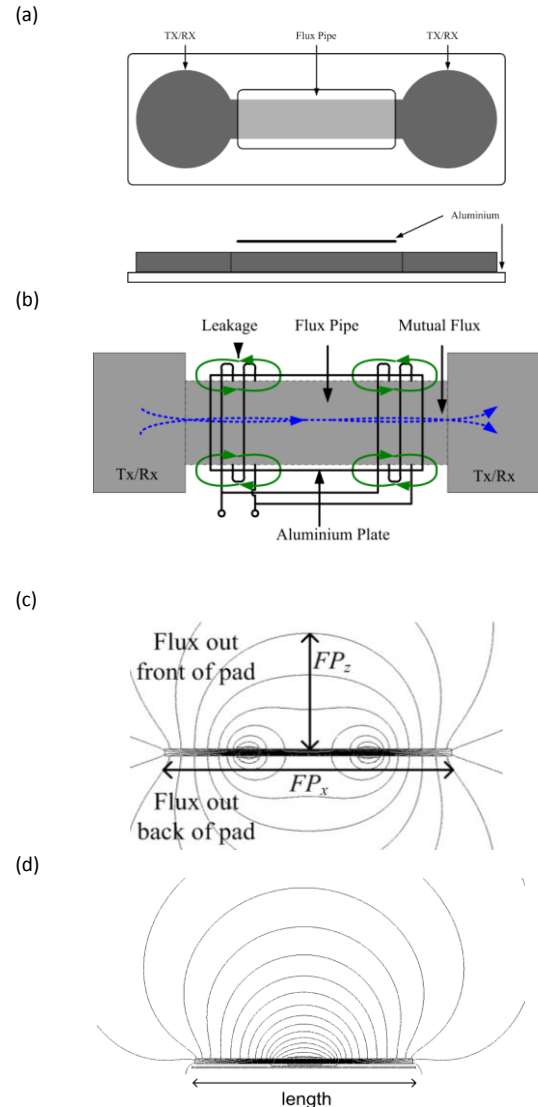 (a)
TX/RX Flux Pipe TX/RX
Aluminium
(b)
Leakage Flux Pipe Mutual Flux
Tx/Rx Tx/Rx
Aluminium Plate
(c)
Flux out
front of pad
FPz
FPx
Flux out
back of pad
(d)
length